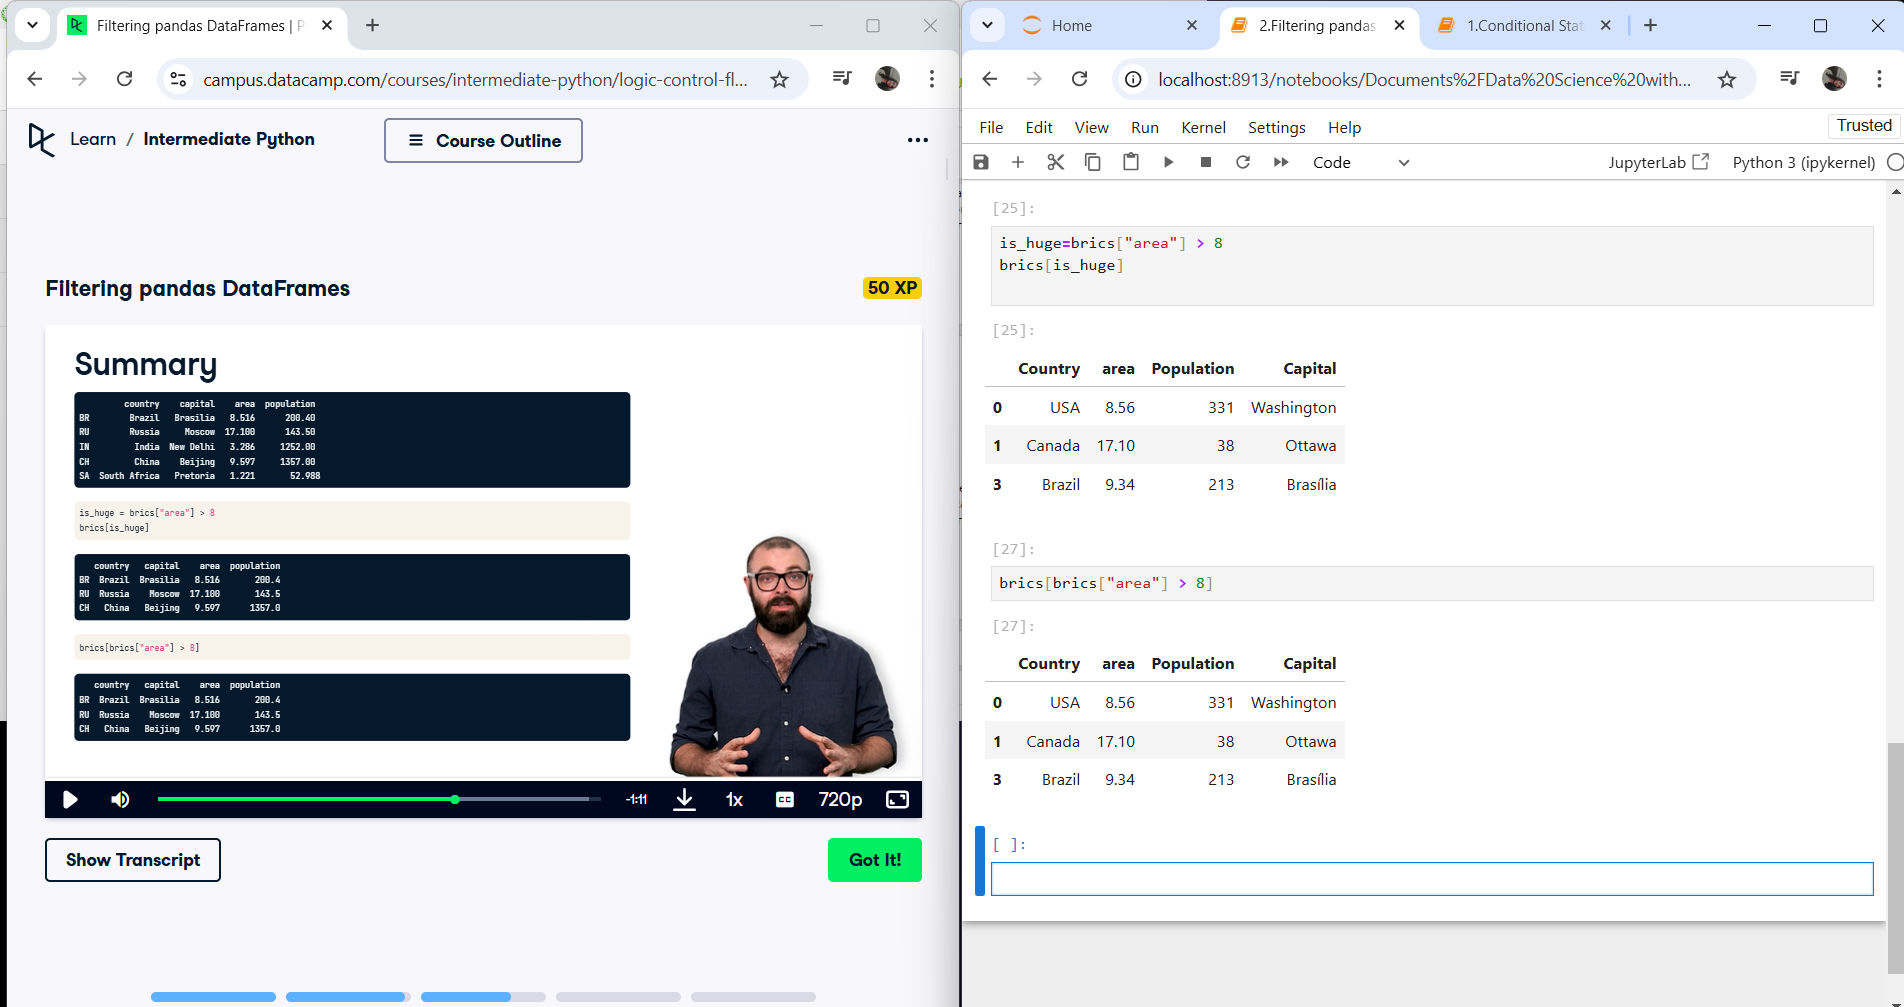 Filtering pandas DataFrames | P
campus.datacamp.com/courses/intermediate-python/logic-control-fl...
Learn / Intermediate Python
Course Outline
Filtering pandas DataFrames
50 XP
Summary
country capital area population
BR Brazil Brasilia 8.516 200.40
RU Russia Moscow 17.100 143.50
IN India New Delhi 3.286 1252.00
CH China Beijing 9.597 1357.00
SA South Africa Pretoria 1.221 52.988
is_huge = brics["area"] > 8
brics[is_huge]
country capital area population
BR Brazil Brasilia 8.516 200.4
RU Russia Moscow 17.100 143.5
CH China Beijing 9.597 1357.0
brics[brics["area"] > 8]
country capital area population
BR Brazil Brasilia 8.516 200.4
RU Russia Moscow 17.100 143.5
CH China Beijing 9.597 1357.0
-1:11 1x CC 720p
Show Transcript
Got It!
Home
2.Filtering pandas
1.Conditional Stat
localhost:8913/notebooks/Documents%2FData%20Science%20with...
File Edit View Run Kernel Settings Help
Trusted
Code
JupyterLab
Python 3 (ipykernel)
[25]:
is_huge=brics["area"] > 8
brics[is_huge]
[25]:
Country area Population Capital
0 USA 8.56 331 Washington
1 Canada 17.10 38 Ottawa
3 Brazil 9.34 213 Brasília
[27]:
brics[brics["area"] > 8]
[27]:
Country area Population Capital
0 USA 8.56 331 Washington
1 Canada 17.10 38 Ottawa
3 Brazil 9.34 213 Brasília
[ ]: